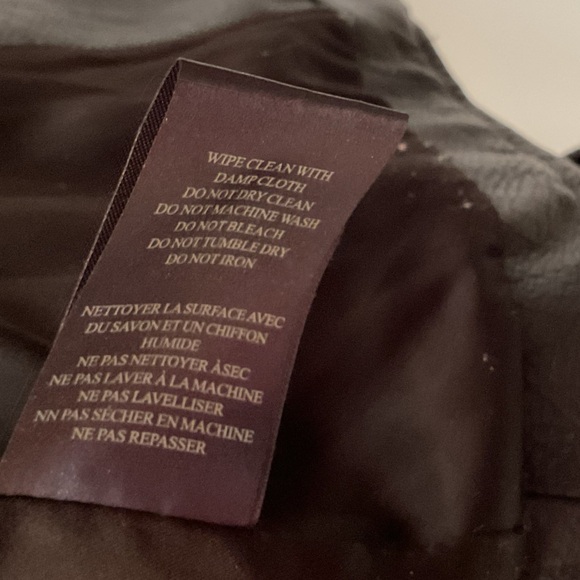 WIPE CLEAN WITH
DAMP CLOTH
DO NOT DRY CLEAN
DO NOT MACHINE WASH
DO NOT BLEACH
DO NOT TUMBLE DRY
DO NOT IRON
NETTOYER LA SURFACE AVEC
DU SAVON ET UN CHIFFON
HUMIDE
NE PAS NETTOYER ÀSEC
NE PAS LAVER À LA MACHINE
NE PAS LAVELLISER
NN PAS SÉCHER EN MACHINE
NE PAS REPASSER